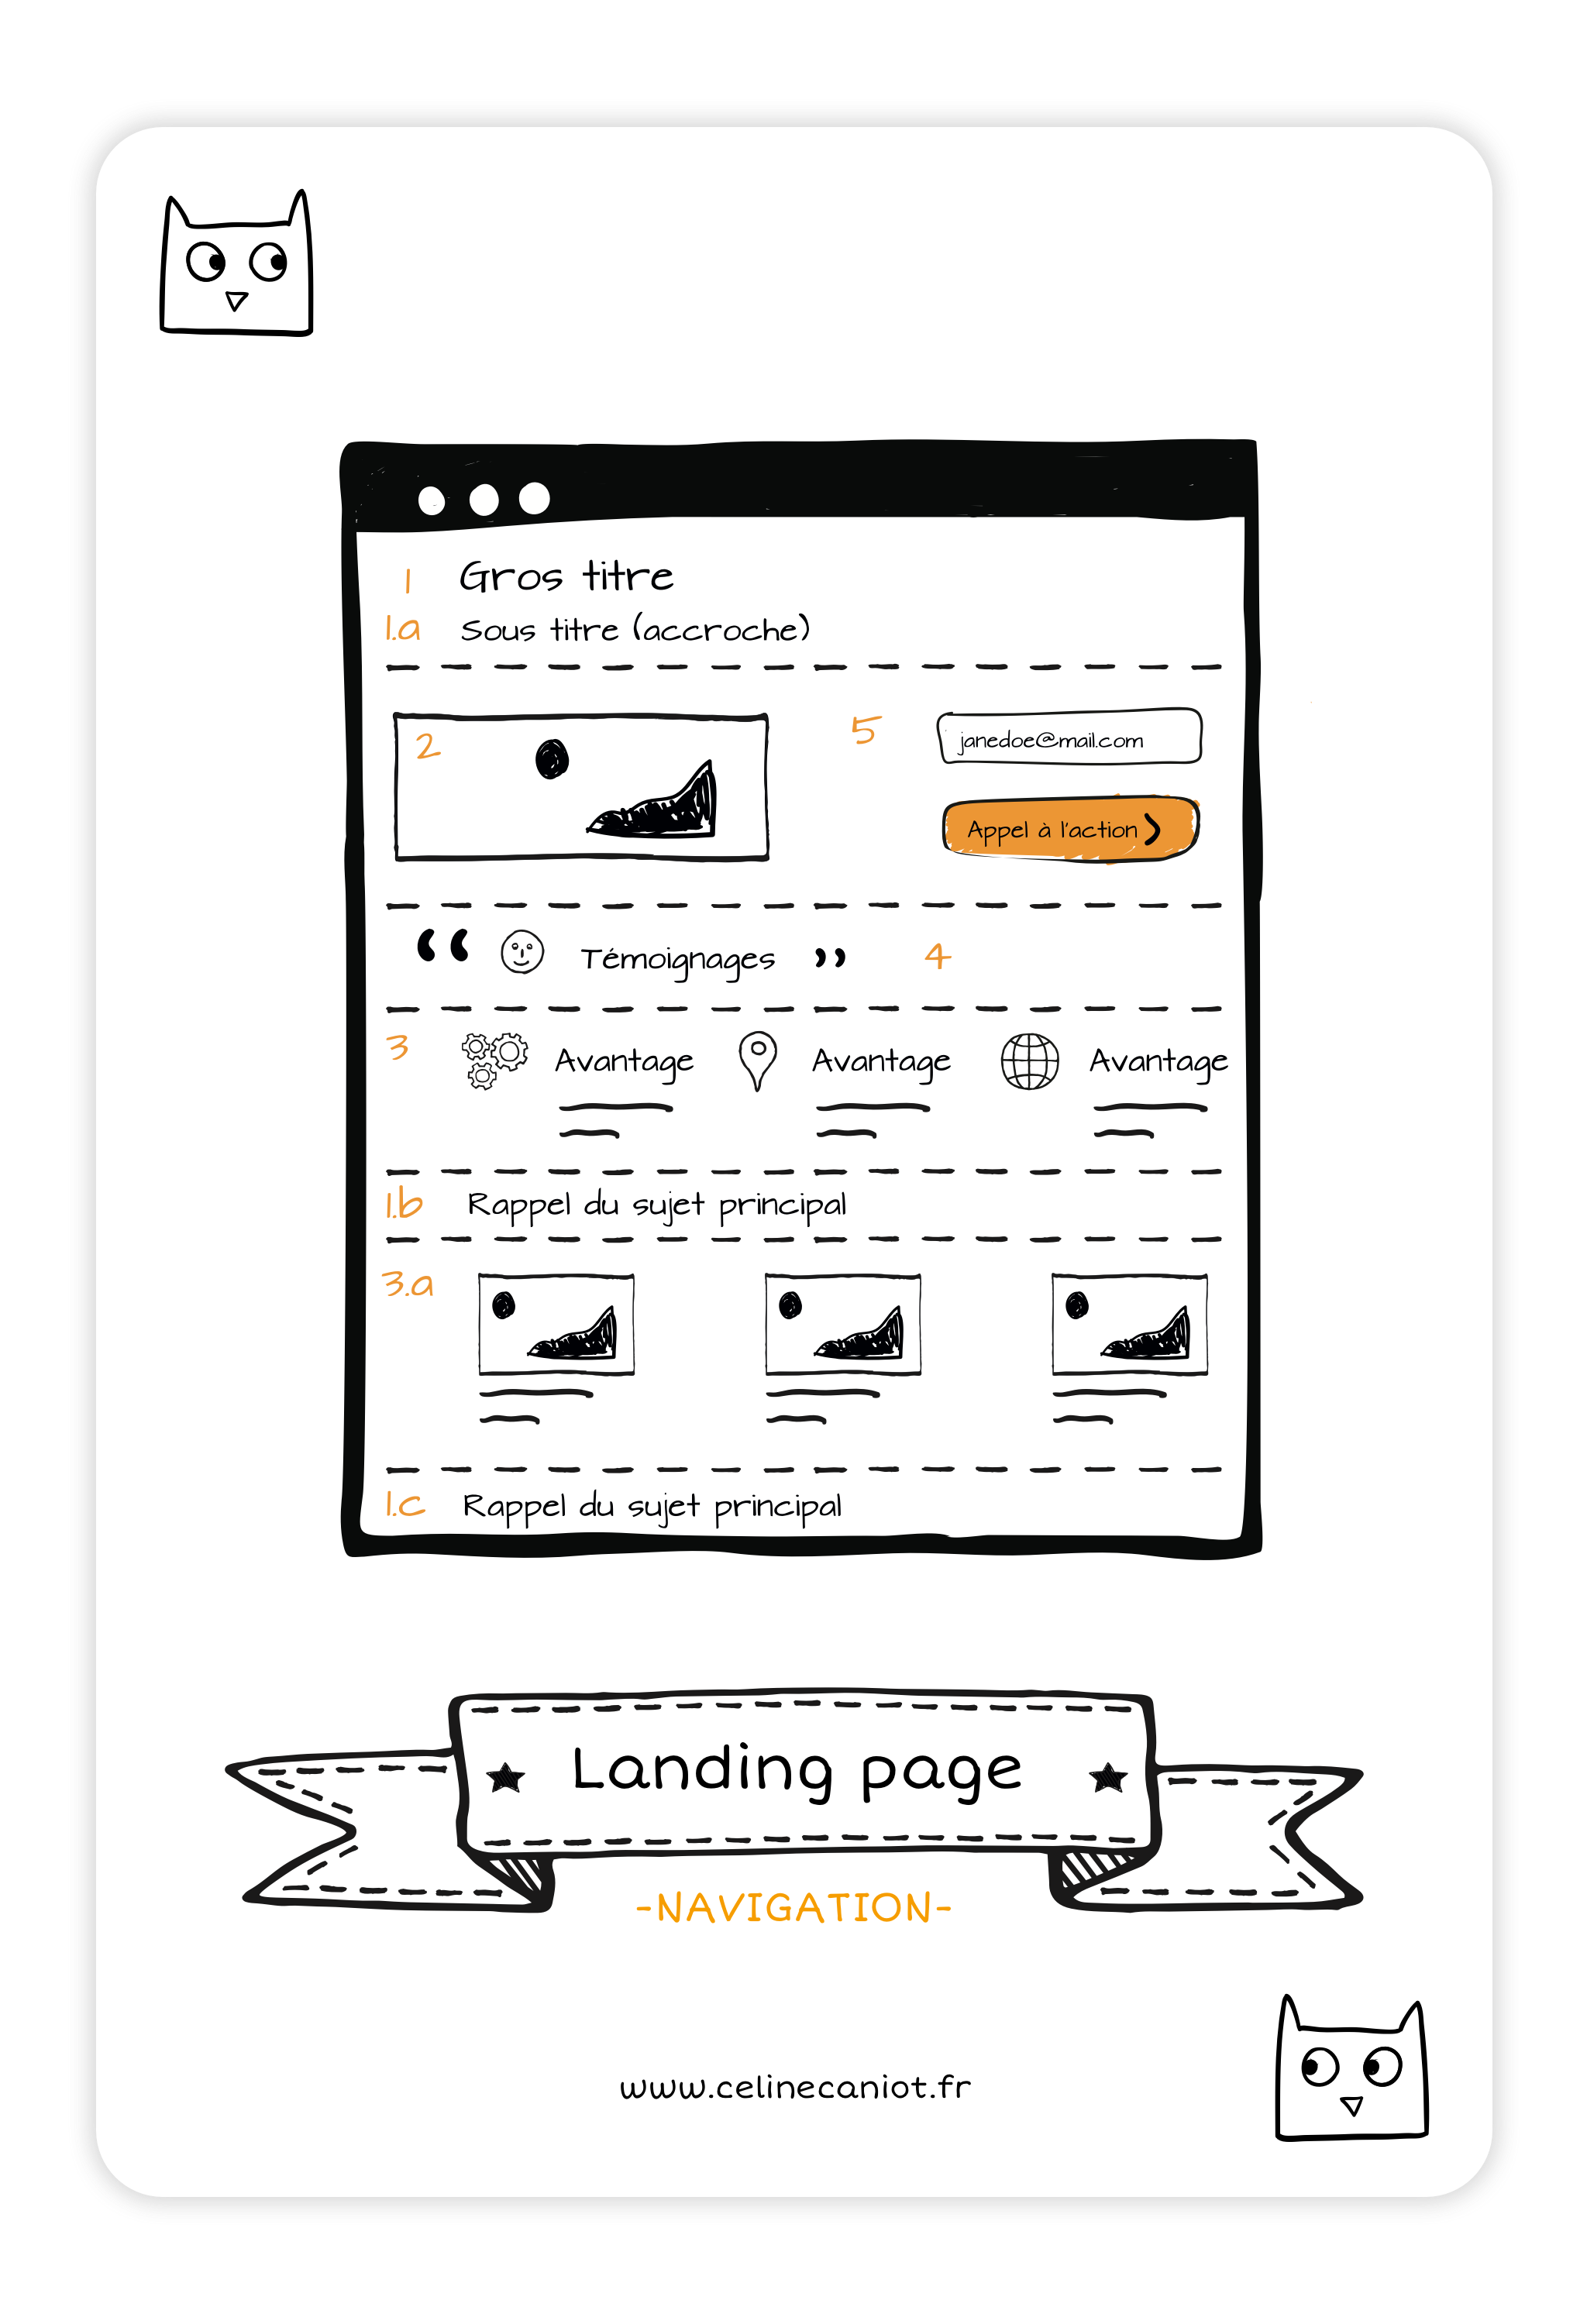 1 Gros titre
1.a Sous titre (accroche)
2
5 janedoe@mail.com
Appel à l'action
“ Témoignages ” 4
3 Avantage Avantage Avantage
1.b Rappel du sujet principal
3.a
1.c Rappel du sujet principal
Landing page
-NAVIGATION-
www.celinecaniot.fr